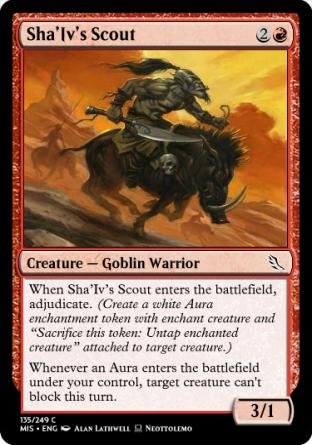 Sha'Iv's Scout 2
Creature — Goblin Warrior
When Sha'Iv's Scout enters the battlefield,
adjudicate. (Create a white Aura
enchantment token with enchant creature and
“Sacrifice this token: Untap enchanted
creature” attached to target creature.)
Whenever an Aura enters the battlefield
under your control, target creature can't
block this turn.
3/1
135/249 C
MIS • ENG Alan Lathwell & Neottolemo